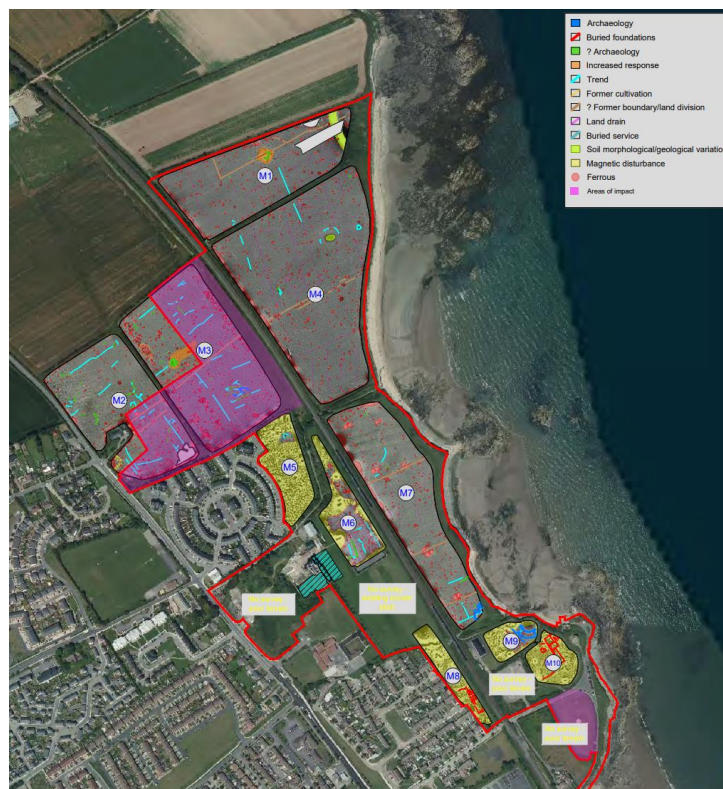 Archaeology
Buried foundations
? Archaeology
Increased response
Trend
Former cultivation
? Former boundary/land division
Land drain
Buried service
Soil morphological/geological variation
Magnetic disturbance
Ferrous
Areas of impact
M1
M4
M3
M2
M5
M7
M6
M9
M10
M8